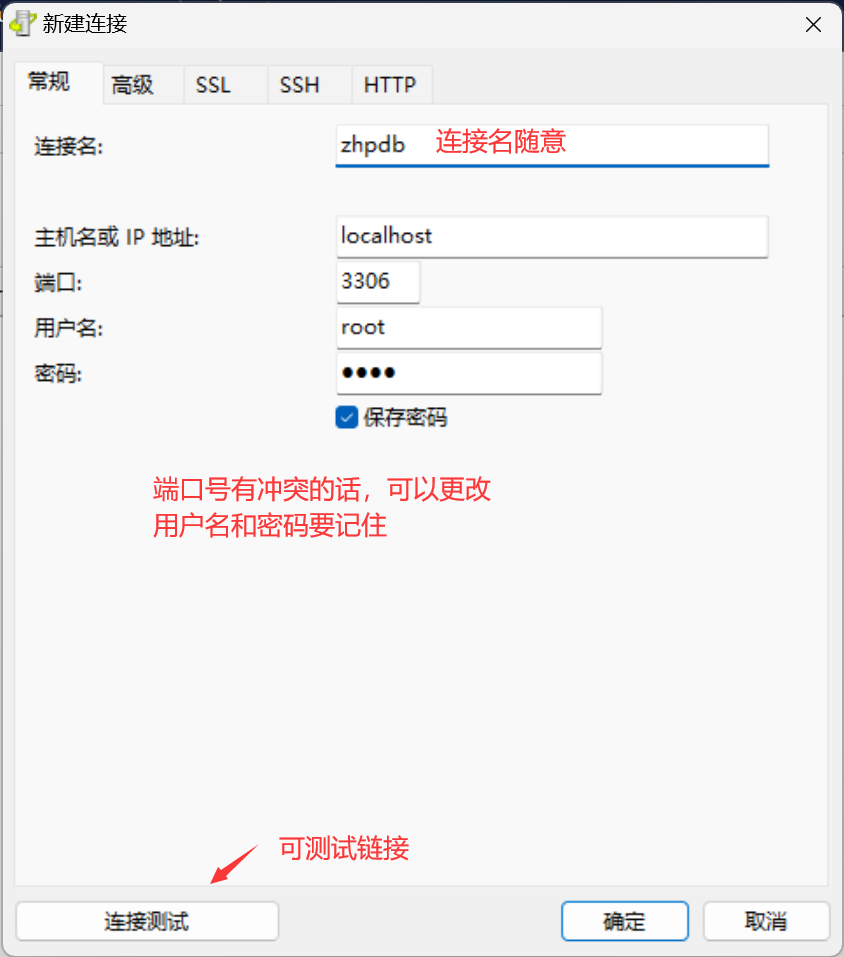 新建连接
常规 高级 SSL SSH HTTP
连接名: zhpdb 连接名随意
主机名或 IP 地址: localhost
端口: 3306
用户名: root
密码: ●●●●
保存密码
端口号有冲突的话，可以更改
用户名和密码要记住
可测试链接
连接测试 确定 取消